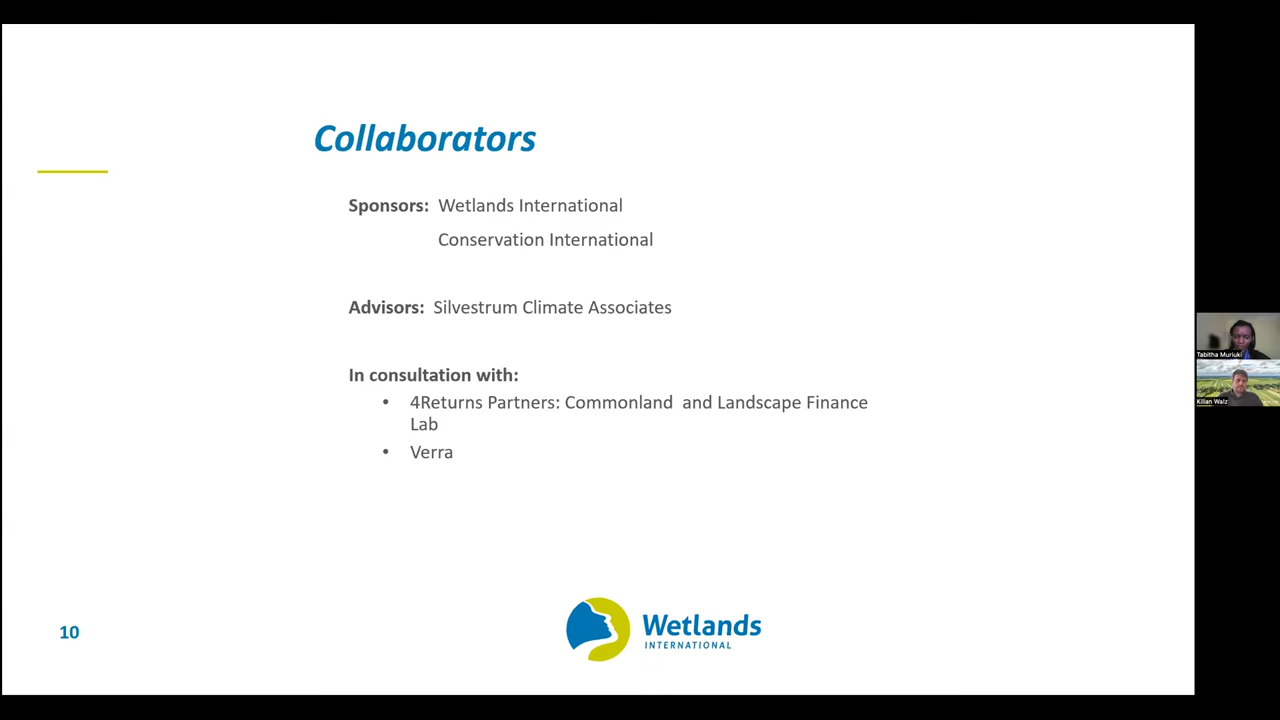 Collaborators
Sponsors: Wetlands International
Conservation International
Advisors: Silvestrum Climate Associates
In consultation with:
• 4Returns Partners: Commonland and Landscape Finance
Lab
• Verra
10
Wetlands
INTERNATIONAL
Tabitha Muriuki
Kilian Walz